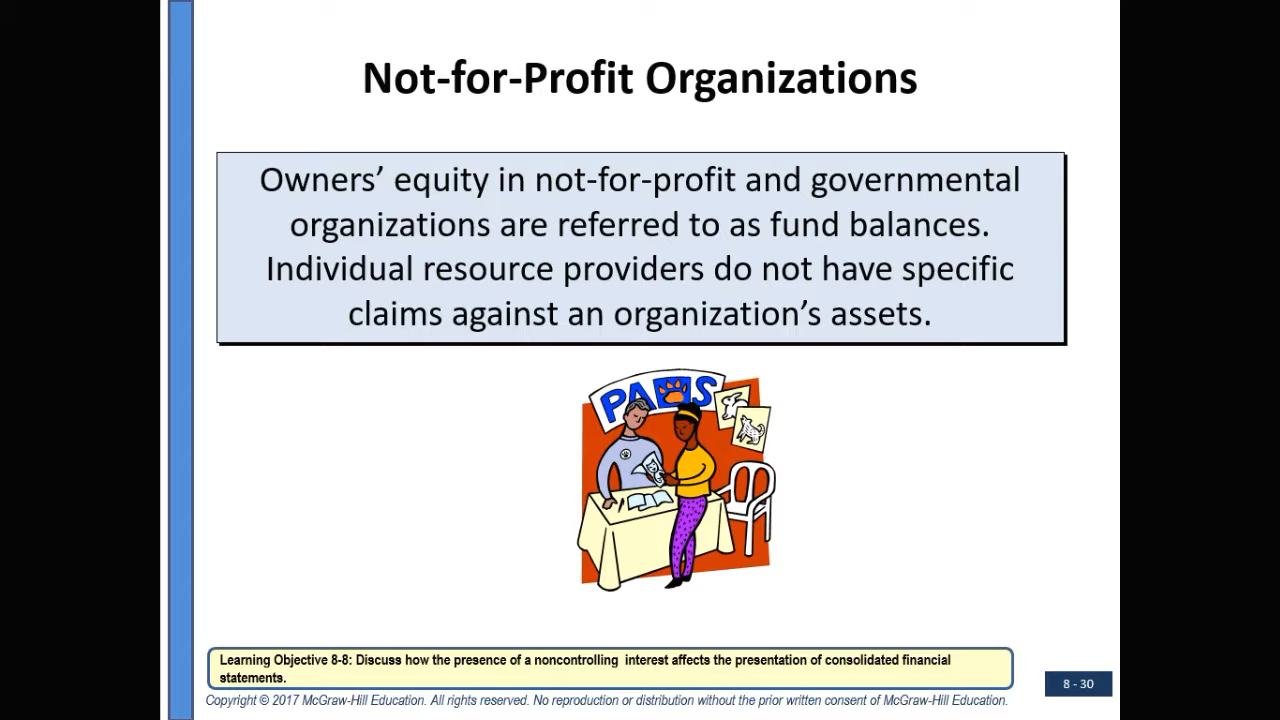 Not-for-Profit Organizations
Owners’ equity in not-for-profit and governmental
organizations are referred to as fund balances.
Individual resource providers do not have specific
claims against an organization’s assets.
PAWS
Learning Objective 8-8: Discuss how the presence of a noncontrolling interest affects the presentation of consolidated financial
statements.
8 - 30
Copyright © 2017 McGraw-Hill Education. All rights reserved. No reproduction or distribution without the prior written consent of McGraw-Hill Education.